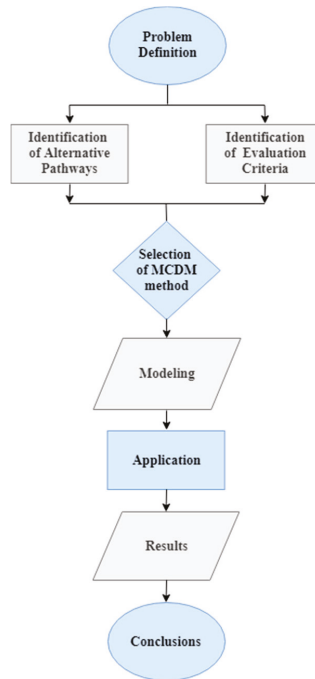 Problem
Definition
Identification
of Alternative
Pathways
Identification
of Evaluation
Criteria
Selection
of MCDM
method
Modeling
Application
Results
Conclusions